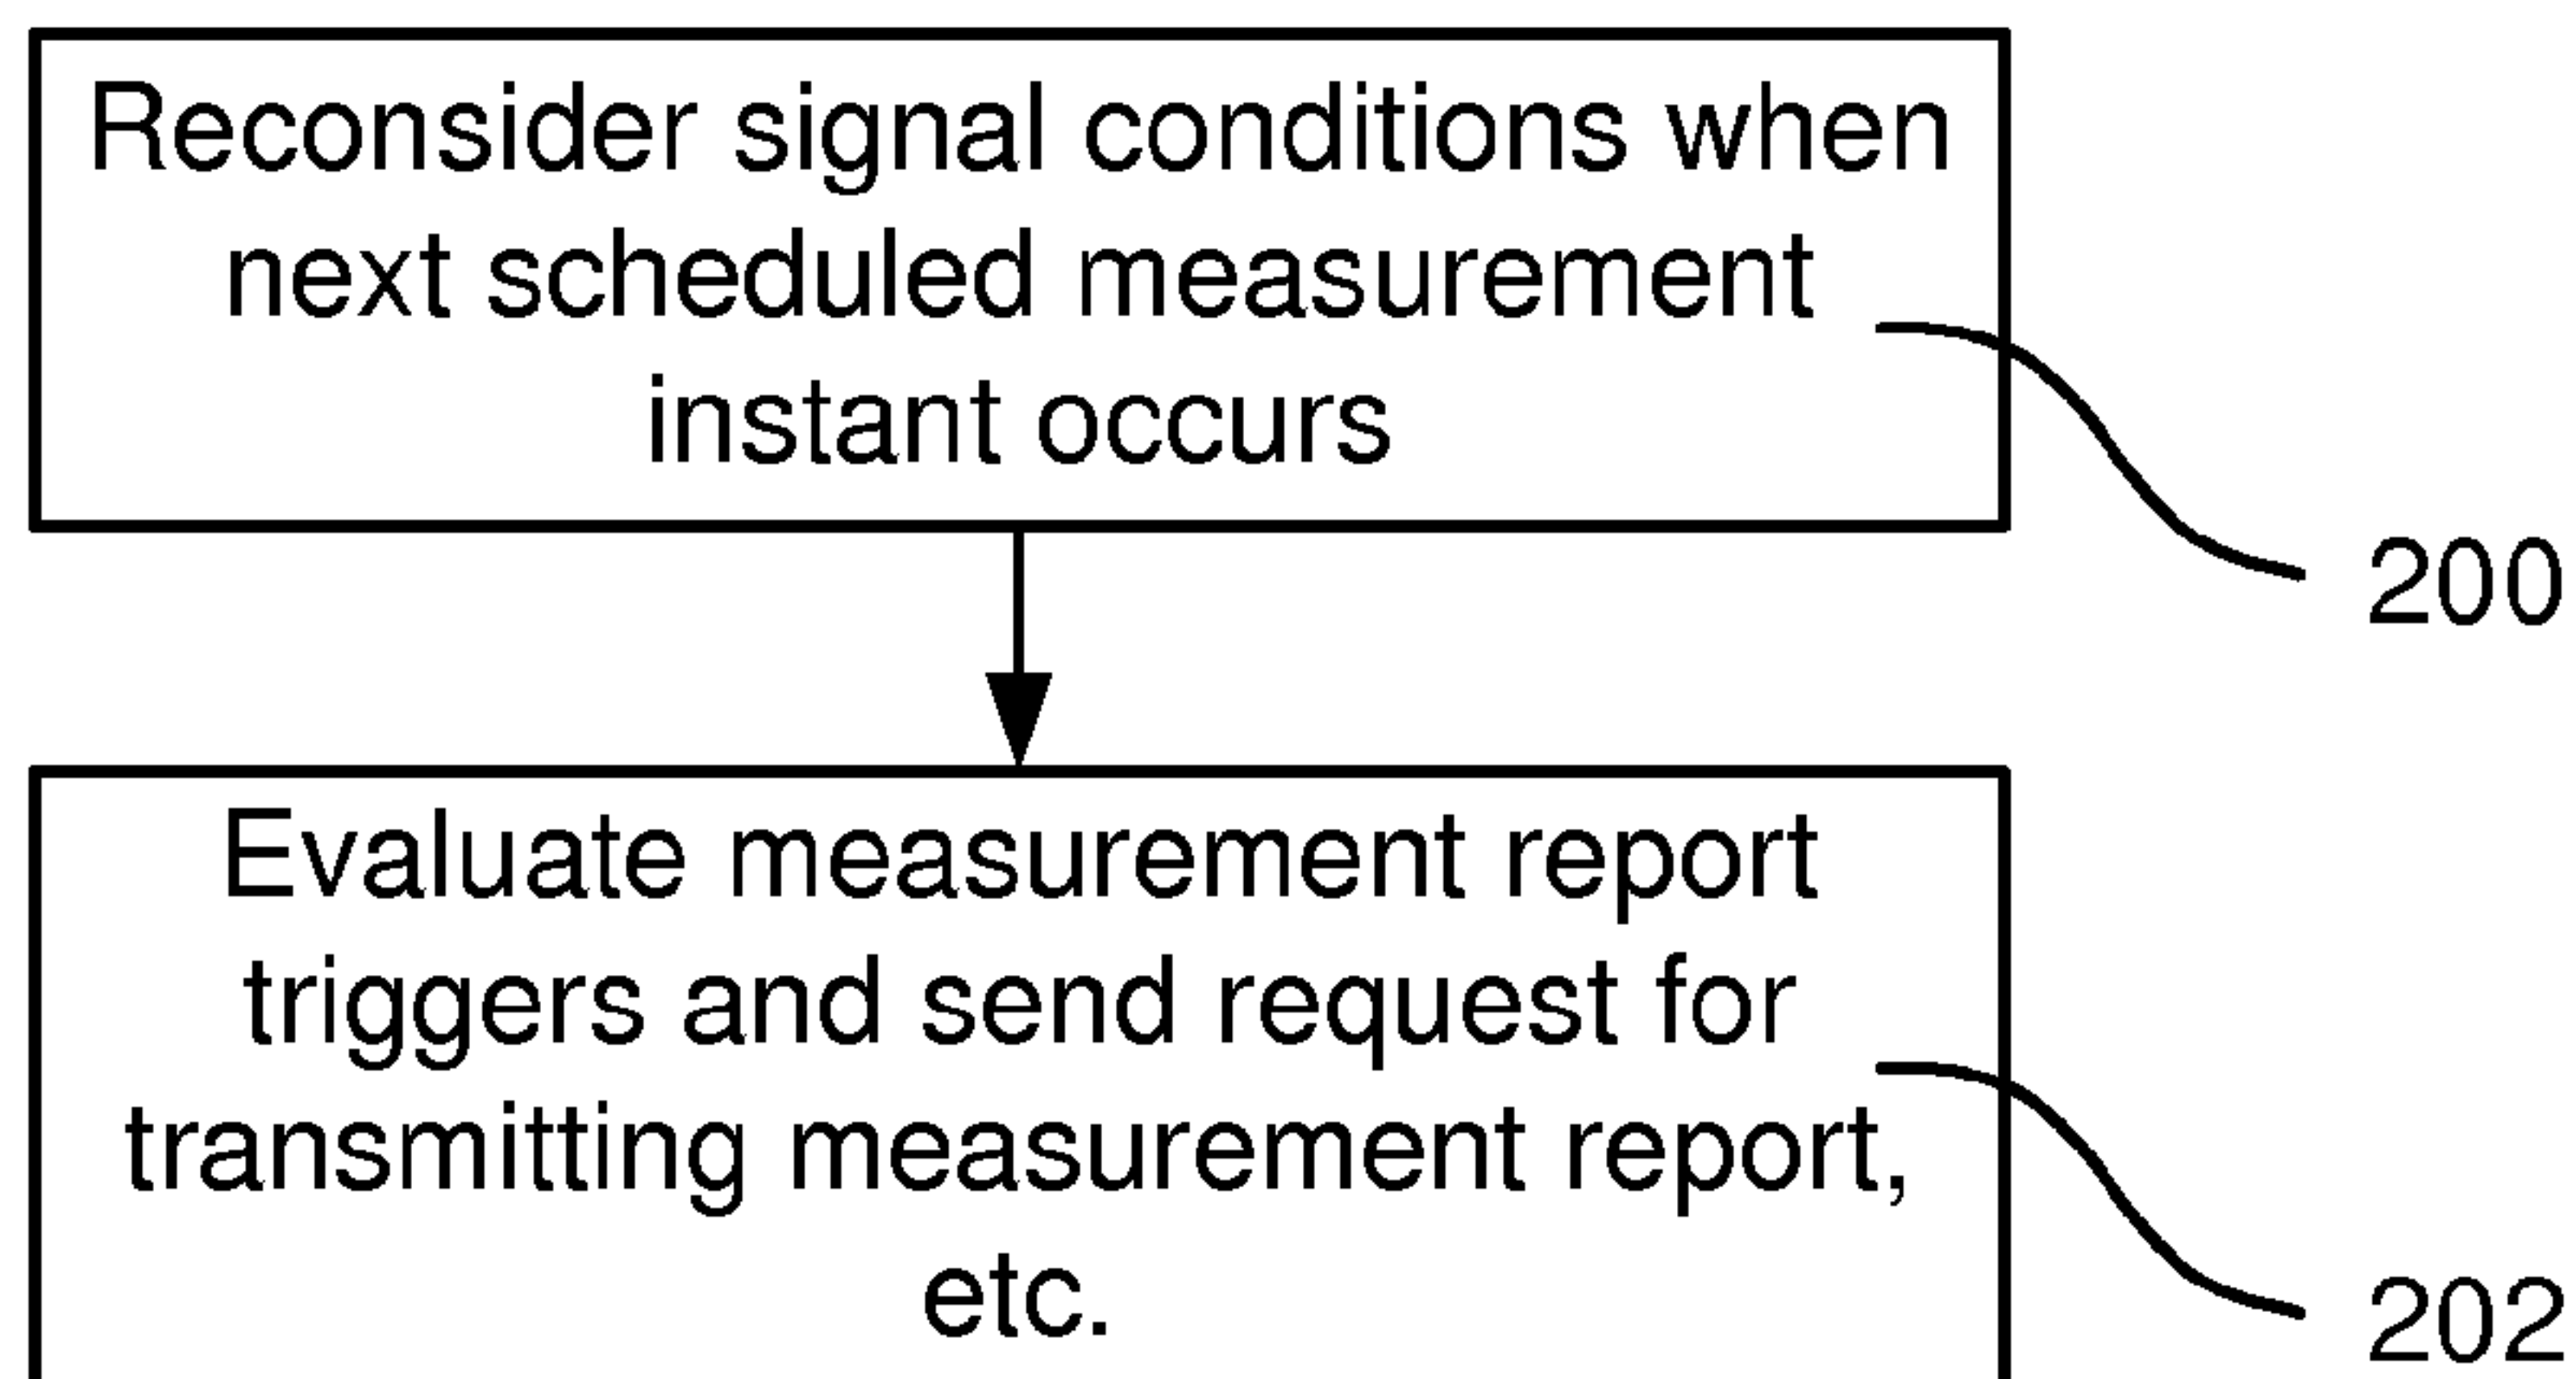 Reconsider signal conditions when
next scheduled measurement
instant occurs
200
Evaluate measurement report
triggers and send request for
transmitting measurement report,
etc.
202